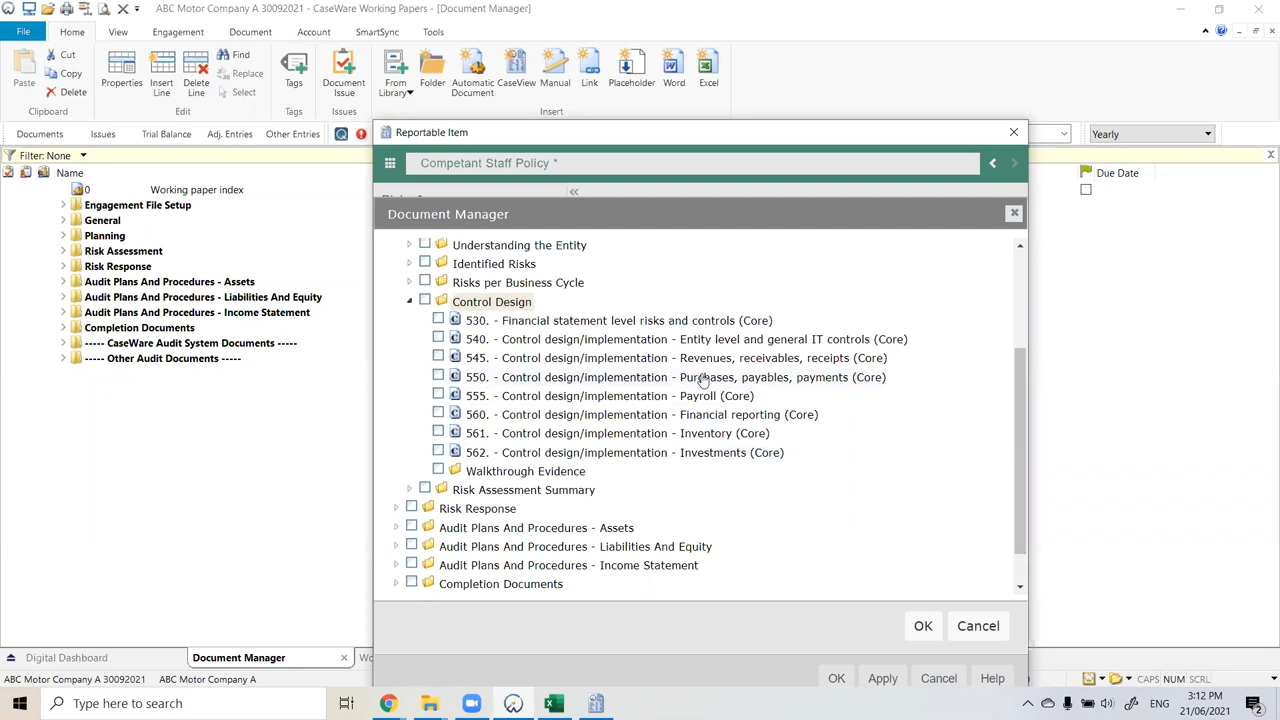 ABC Motor Company A 30092021 - CaseWare Working Papers - [Document Manager]
File Home View Engagement Document Account SmartSync Tools
Paste Cut Copy Delete Clipboard
Properties Insert Line Delete Line Find Replace Select Edit
Tags Tags
Document Issue Issues
From Library Folder Automatic Document CaseView Manual Link Placeholder Word Excel Insert
Documents Issues Trial Balance Adj. Entries Other Entries Yearly
Filter: None
Name Due Date
0 Working paper index
Engagement File Setup
General
Planning
Risk Assessment
Risk Response
Audit Plans And Procedures - Assets
Audit Plans And Procedures - Liabilities And Equity
Audit Plans And Procedures - Income Statement
Completion Documents
----- CaseWare Audit System Documents -----
----- Other Audit Documents -----
Reportable Item
Competant Staff Policy *
Document Manager
Understanding the Entity
Identified Risks
Risks per Business Cycle
Control Design
530. - Financial statement level risks and controls (Core)
540. - Control design/implementation - Entity level and general IT controls (Core)
545. - Control design/implementation - Revenues, receivables, receipts (Core)
550. - Control design/implementation - Purchases, payables, payments (Core)
555. - Control design/implementation - Payroll (Core)
560. - Control design/implementation - Financial reporting (Core)
561. - Control design/implementation - Inventory (Core)
562. - Control design/implementation - Investments (Core)
Walkthrough Evidence
Risk Assessment Summary
Risk Response
Audit Plans And Procedures - Assets
Audit Plans And Procedures - Liabilities And Equity
Audit Plans And Procedures - Income Statement
Completion Documents
OK Cancel
OK Apply Cancel Help
Digital Dashboard Document Manager Wo
ABC Motor Company A 30092021 ABC Motor Company A CAPS NUM SCRL
Type here to search
ENG 3:12 PM
21/06/2021 2